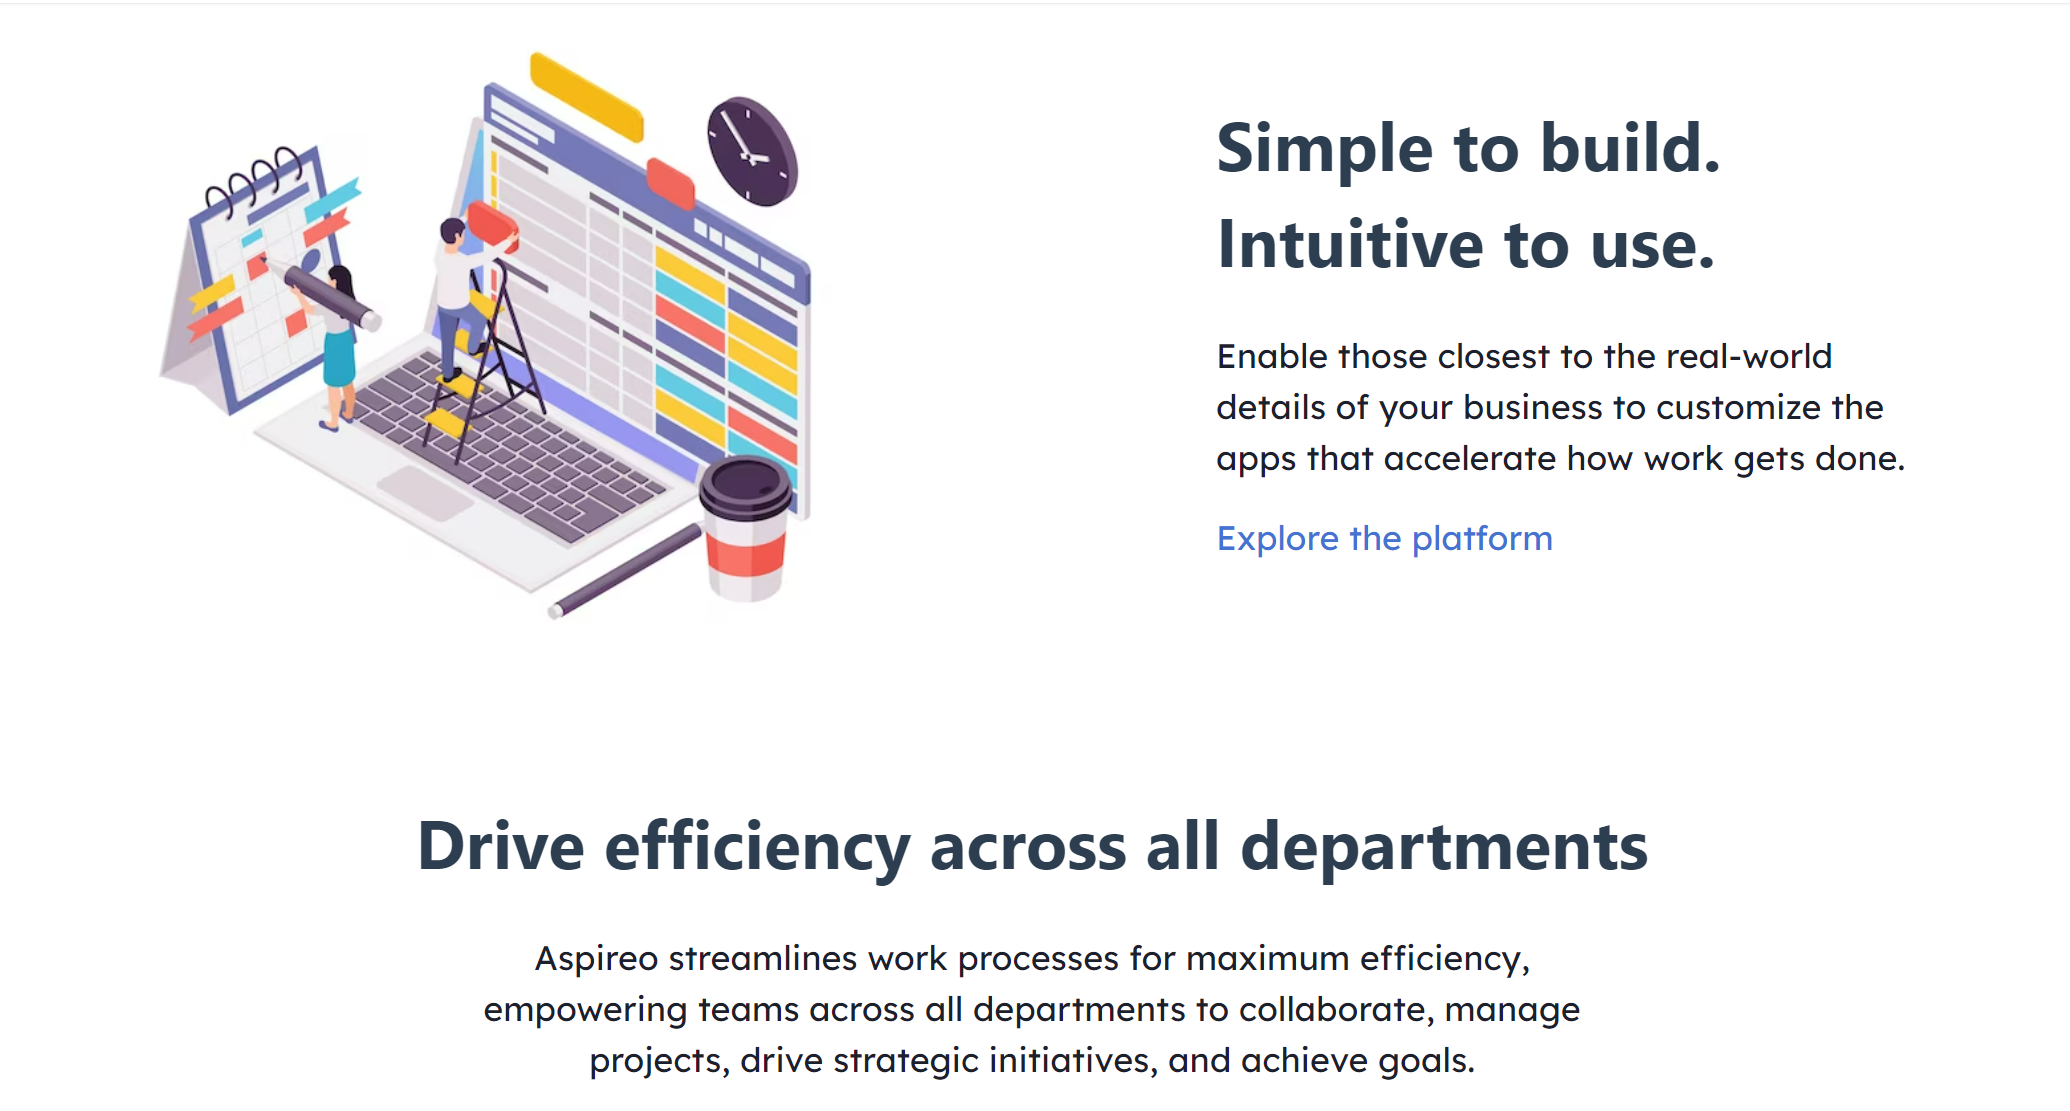 Simple to build.
Intuitive to use.
Enable those closest to the real-world
details of your business to customize the
apps that accelerate how work gets done.
Explore the platform
Drive efficiency across all departments
Aspireo streamlines work processes for maximum efficiency,
empowering teams across all departments to collaborate, manage
projects, drive strategic initiatives, and achieve goals.